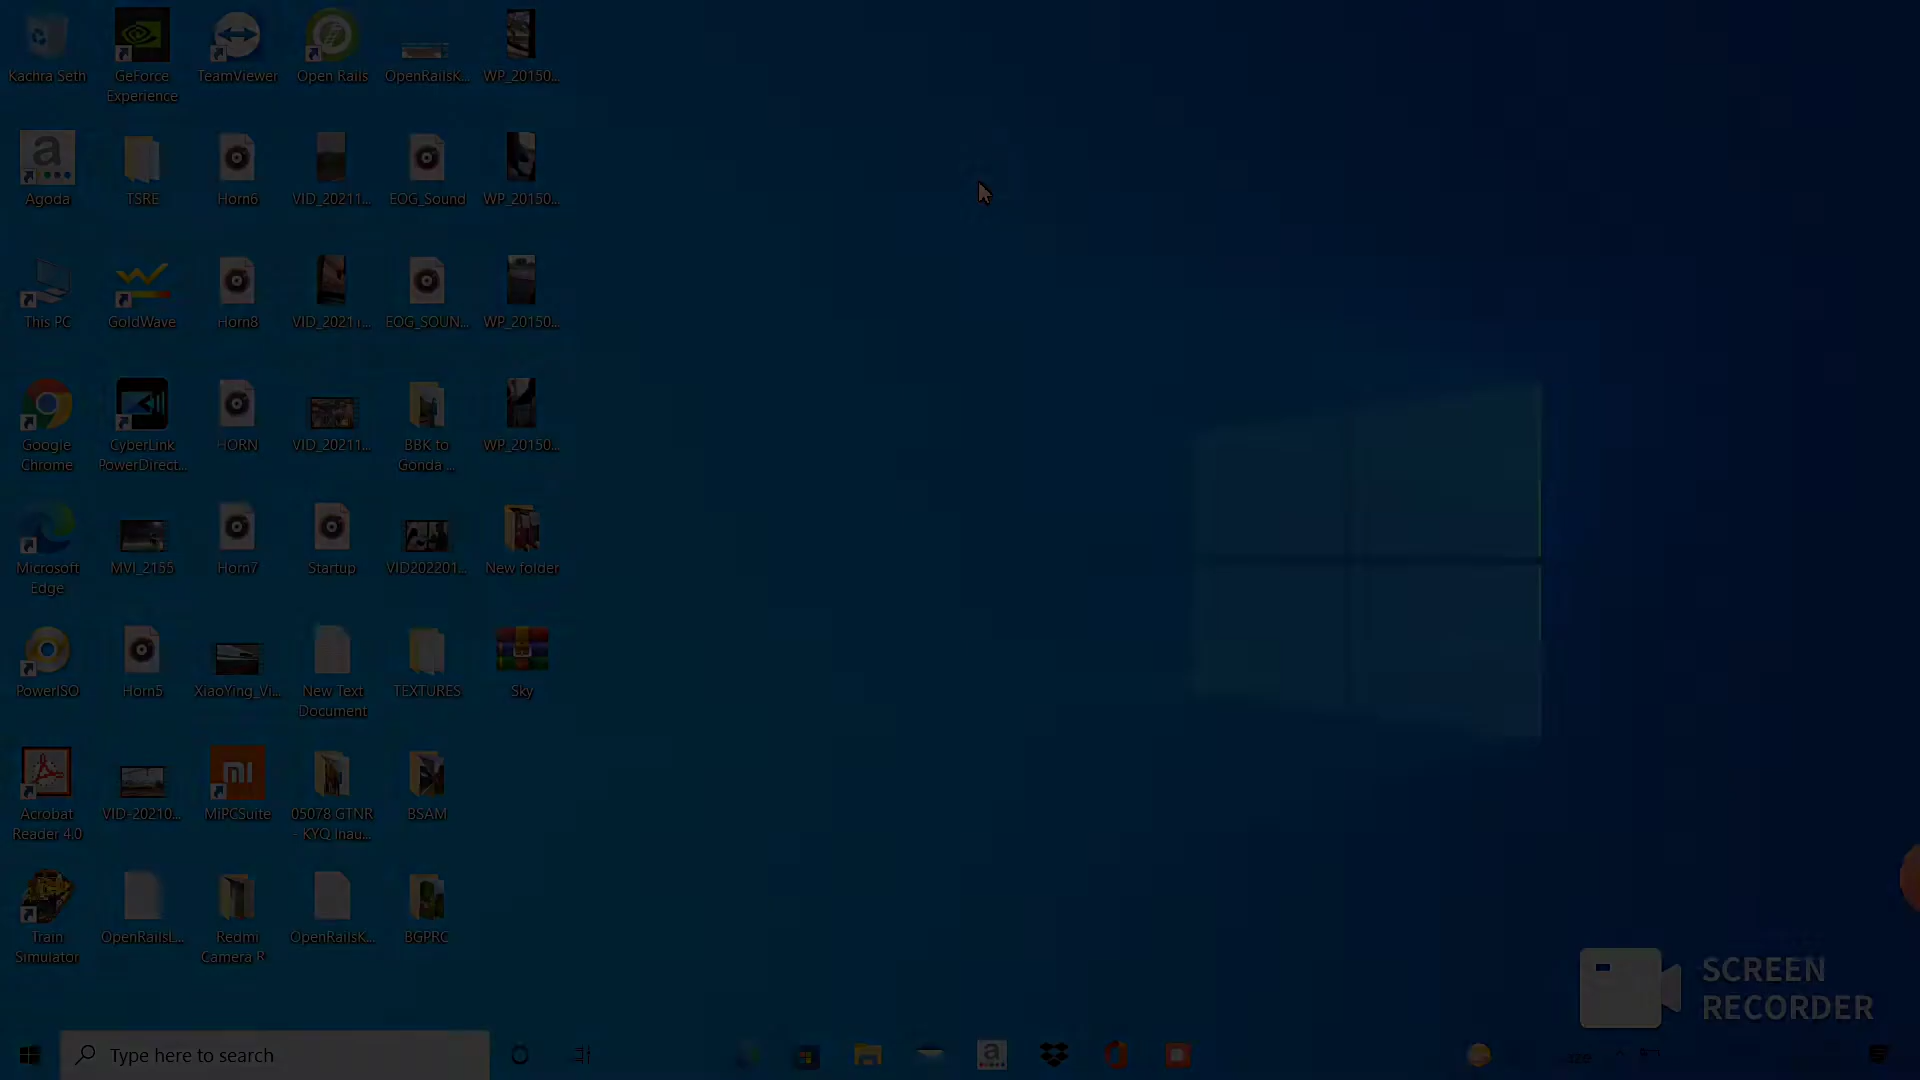 Kachra Seth
GeForce
Experience
TeamViewer
Open Rails
OpenRailsK...
WP_20150...
Agoda
TSRE
Horn6
VID_20211...
EOG_Sound
WP_20150...
This PC
GoldWave
Horn8
VID_20211...
EOG_SOUN...
WP_20150...
Google
Chrome
CyberLink
PowerDirect...
HORN
VID_20211...
BBK to
Gonda ...
WP_20150...
Microsoft
Edge
MVI_2155
Horn7
Startup
VID202201...
New folder
PowerISO
Horn5
XiaoYing_Vi...
New Text
Document
TEXTURES
Sky
Acrobat
Reader 4.0
VID-20210...
MiPCSuite
05078 GTNR
- KYQ Inau...
BSAM
Train
Simulator
OpenRailsL...
Redmi
Camera R
OpenRailsK...
BGPRC
SCREEN
RECORDER
Type here to search